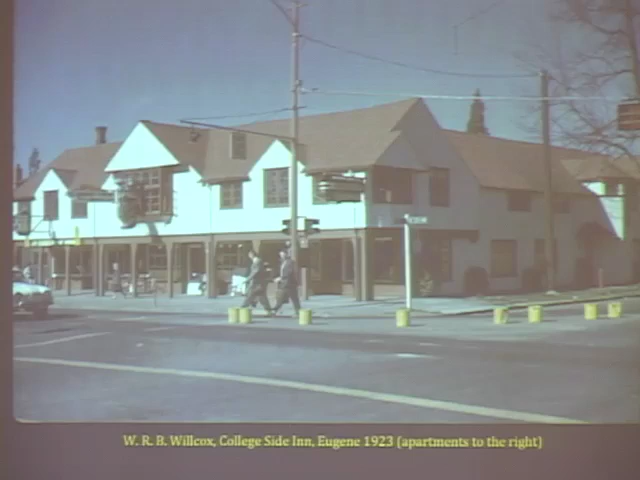 W. R. B. Willcox, College Side Inn, Eugene 1923 (apartments to the right)